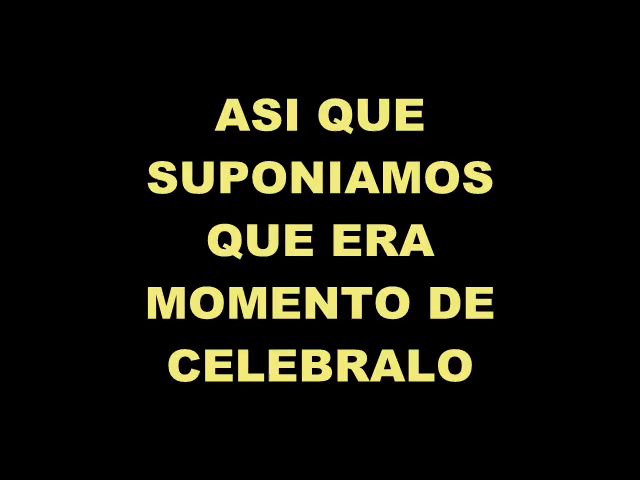 ASI QUE
SUPONIAMOS
QUE ERA
MOMENTO DE
CELEBRALO